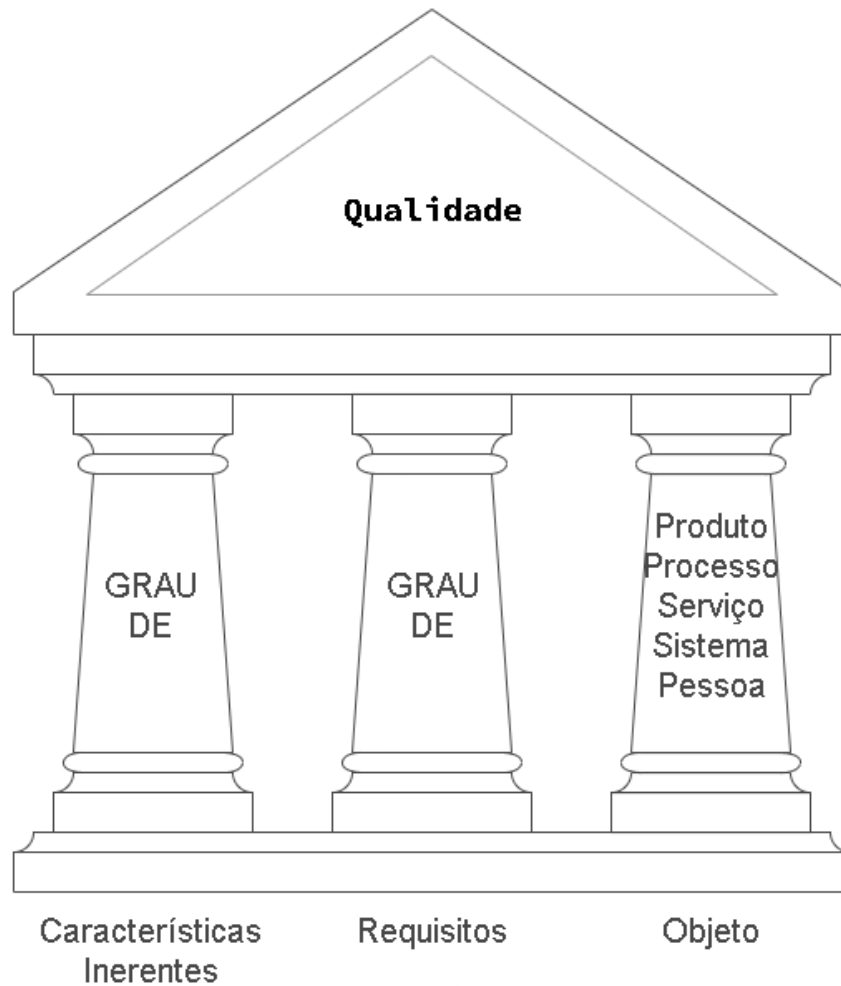 Qualidade
GRAU
DE
GRAU
DE
Produto
Processo
Serviço
Sistema
Pessoa
Características
Inerentes
Requisitos
Objeto